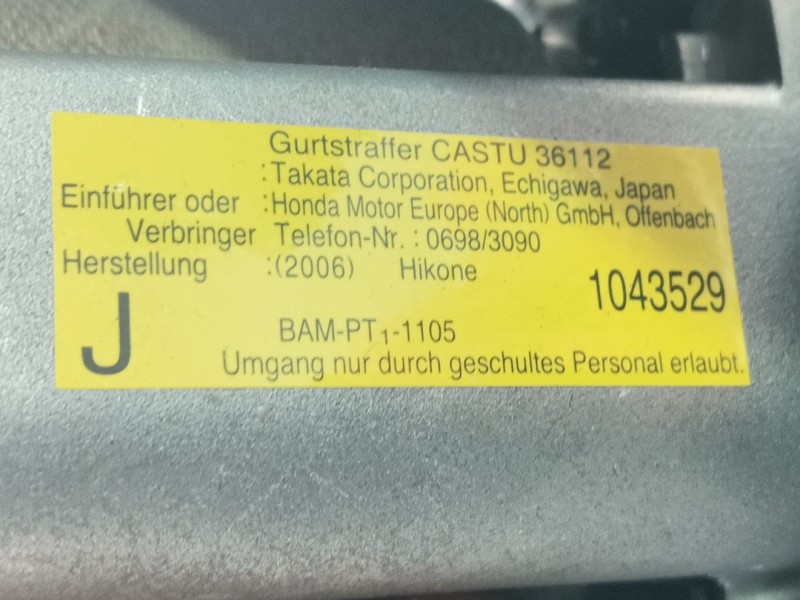 Gurtstraffer CASTU 36112
:Takata Corporation, Echigawa, Japan
Einführer oder :Honda Motor Europe (North) GmbH, Offenbach
Verbringer Telefon-Nr. : 0698/3090
Herstellung :(2006) Hikone 1043529
J BAM-PT1-1105
Umgang nur durch geschultes Personal erlaubt.